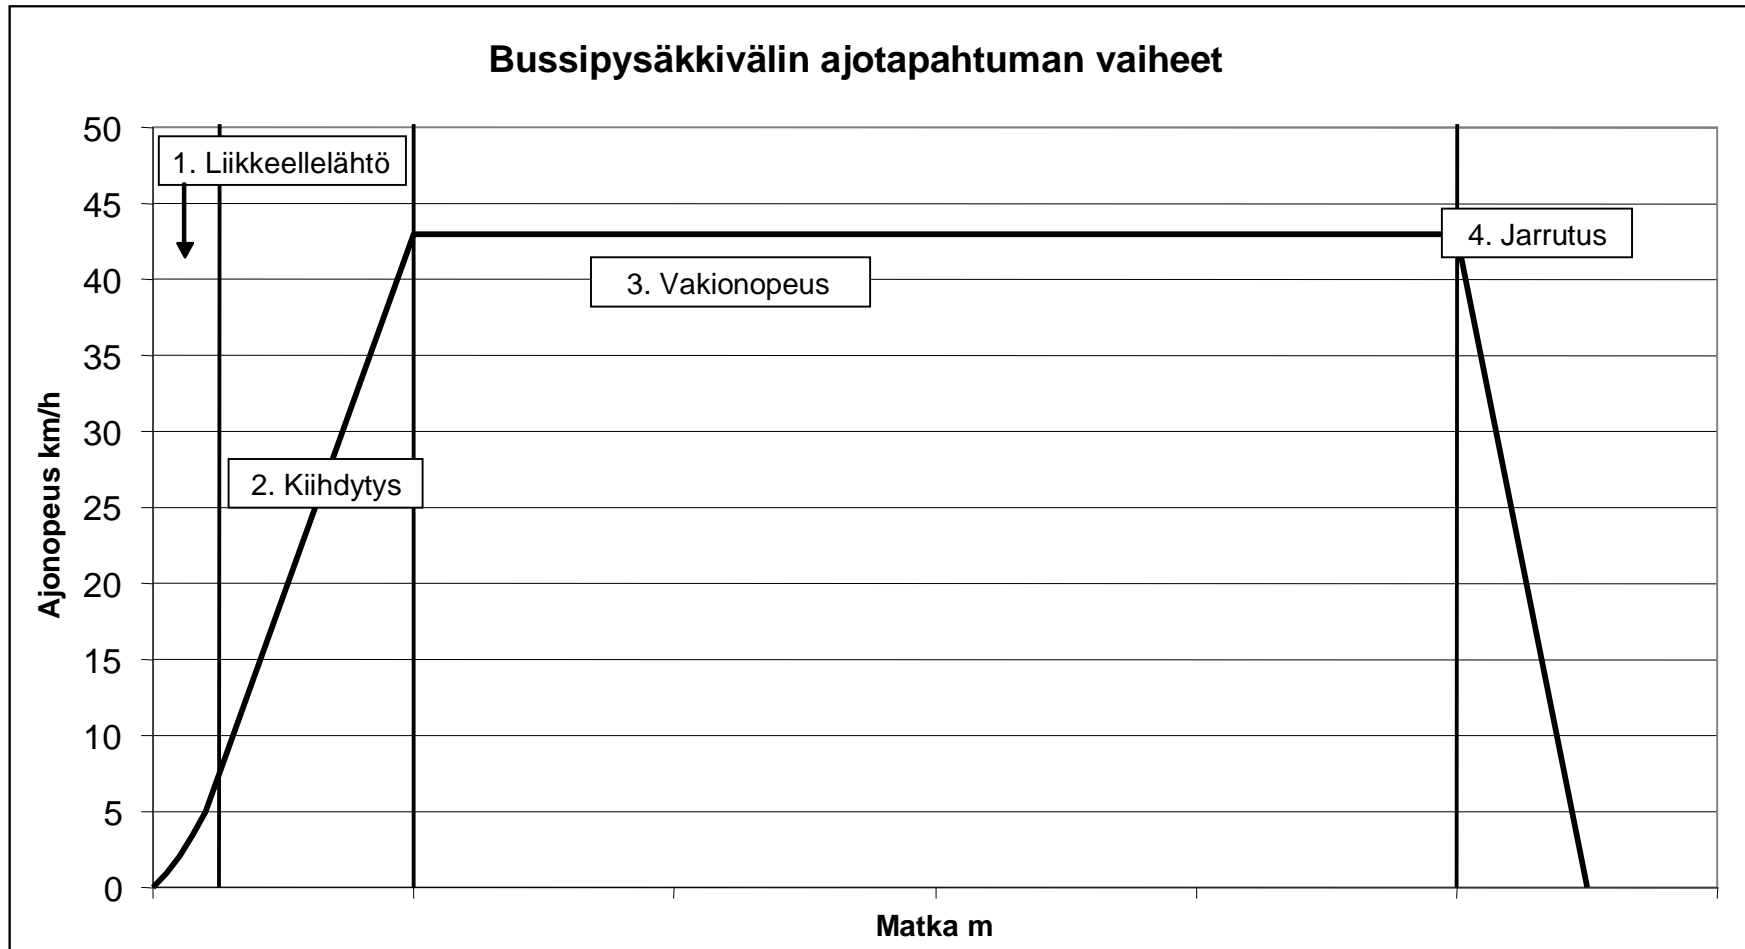 Bussipysäkkivälin ajotapahtuman vaiheet
50
1. Liikkeellelähtö
45
4. Jarrutus
40
3. Vakionopeus
35
30
2. Kiihdytys
25
20
15
10
5
0
Ajonopeus km/h
Matka m